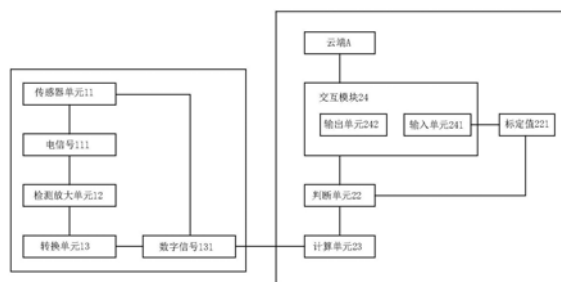 云端A
交互模块24
输出单元242
输入单元241
标定值221
判断单元22
计算单元23
传感器单元11
电信号111
检测放大单元12
转换单元13
数字信号131